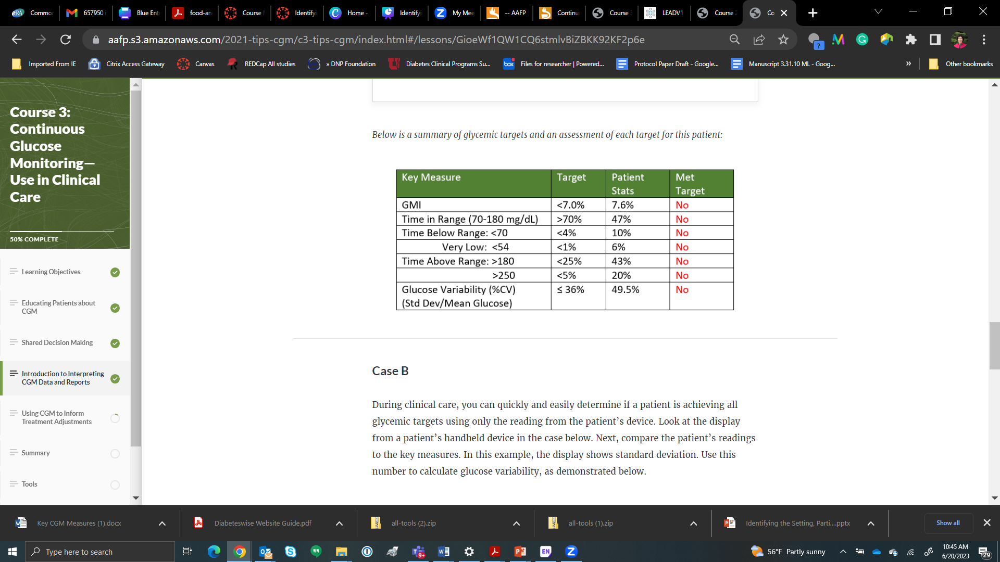 eRA Common
657950
Blue Ent
food-an
Course
Identifyi
Home -
Identify
My Mee
-- AAFP
Continu
Course
LEADV1
Course
Co
aafp.s3.amazonaws.com/2021-tips-cgm/c3-tips-cgm/index.html#/lessons/GioeWf1QW1CQ6stmlvBiZBKK92KF2p6e
Imported From IE
Citrix Access Gateway
Canvas
REDCap All studies
» DNP Foundation
Diabetes Clinical Programs Su...
box Files for researcher | Powered...
Protocol Paper Draft - Google...
Manuscript 3.31.10 ML - Goog...
»
Other bookmarks
Course 3:
Continuous
Glucose
Monitoring—
Use in Clinical
Care
50% COMPLETE
Learning Objectives
Educating Patients about
CGM
Shared Decision Making
Introduction to Interpreting
CGM Data and Reports
Using CGM to Inform
Treatment Adjustments
Summary
Tools
Below is a summary of glycemic targets and an assessment of each target for this patient:
Key Measure Target Patient Stats Met Target
GMI <7.0% 7.6% No
Time in Range (70-180 mg/dL) >70% 47% No
Time Below Range: <70 <4% 10% No
Very Low: <54 <1% 6% No
Time Above Range: >180 <25% 43% No
>250 <5% 20% No
Glucose Variability (%CV) ≤ 36% 49.5% No
(Std Dev/Mean Glucose)
Case B
During clinical care, you can quickly and easily determine if a patient is achieving all
glycemic targets using only the reading from the patient’s device. Look at the display
from a patient’s handheld device in the case below. Next, compare the patient’s readings
to the key measures. In this example, the display shows standard deviation. Use this
number to calculate glucose variability, as demonstrated below.
Key CGM Measures (1).docx
Diabeteswise Website Guide.pdf
all-tools (2).zip
all-tools (1).zip
Identifying the Setting, Parti....pptx
Show all
Type here to search
9+
EN
56°F Partly sunny
10:45 AM
6/20/2023
29